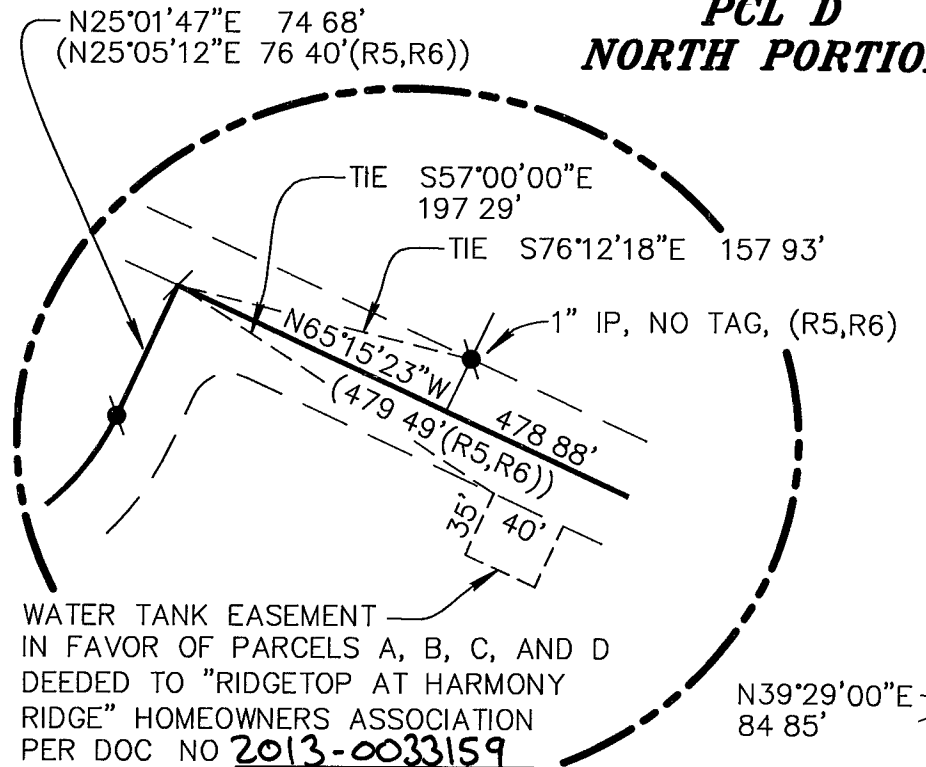 N25°01'47"E 74 68'
(N25°05'12"E 76 40'(R5,R6))
PCL D
NORTH PORTION
TIE S57°00'00"E
197 29'
TIE S76°12'18"E 157 93'
1" IP, NO TAG, (R5,R6)
N65°15'23"W 478 88'
(479 49'(R5,R6))
35'
40'
WATER TANK EASEMENT
IN FAVOR OF PARCELS A, B, C, AND D
DEEDED TO "RIDGETOP AT HARMONY
RIDGE" HOMEOWNERS ASSOCIATION
PER DOC NO 2013-0033159
N39°29'00"E
84 85'